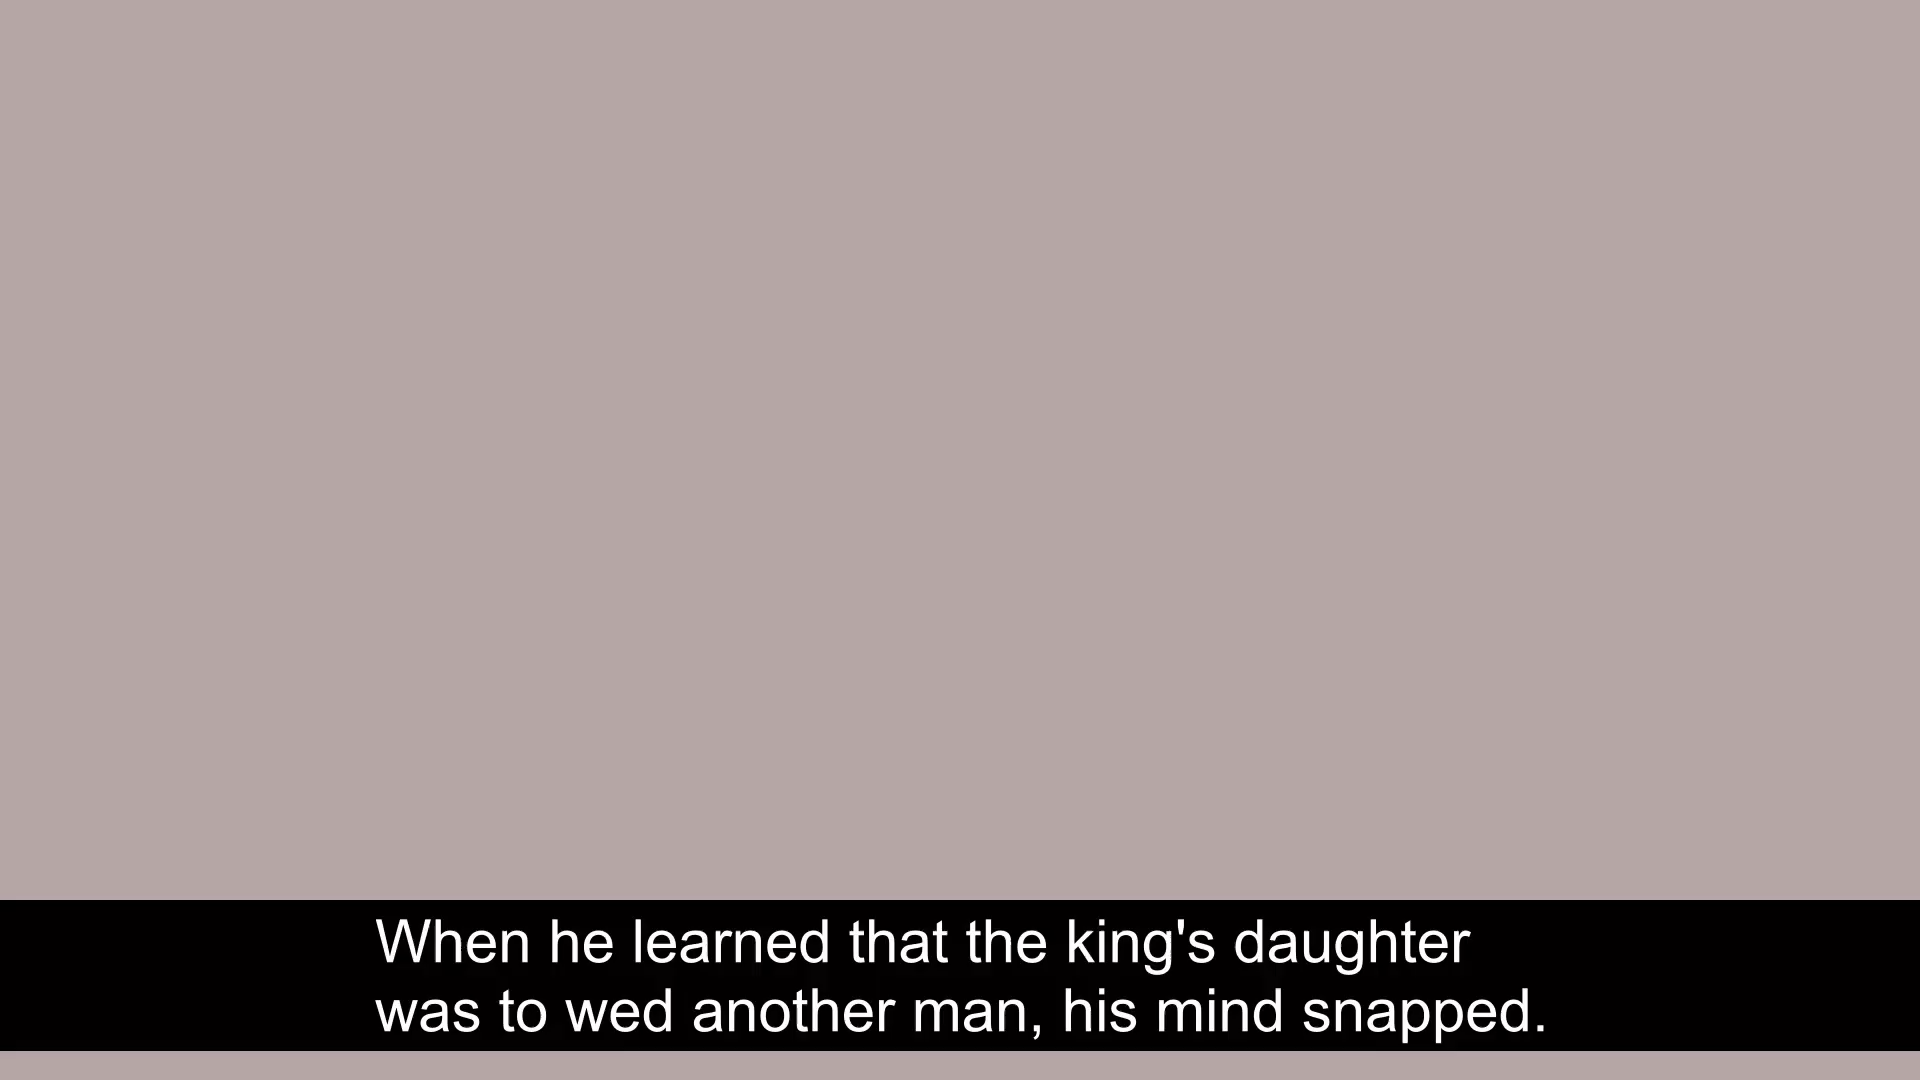 When he learned that the king's daughter
was to wed another man, his mind snapped.